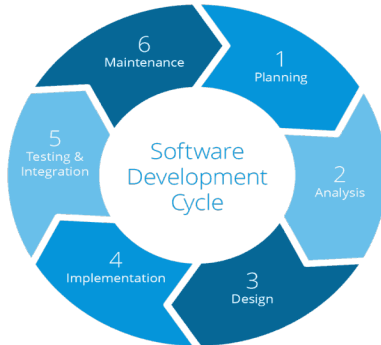 Software
Development
Cycle
1
Planning
2
Analysis
3
Design
4
Implementation
5
Testing &
Integration
6
Maintenance